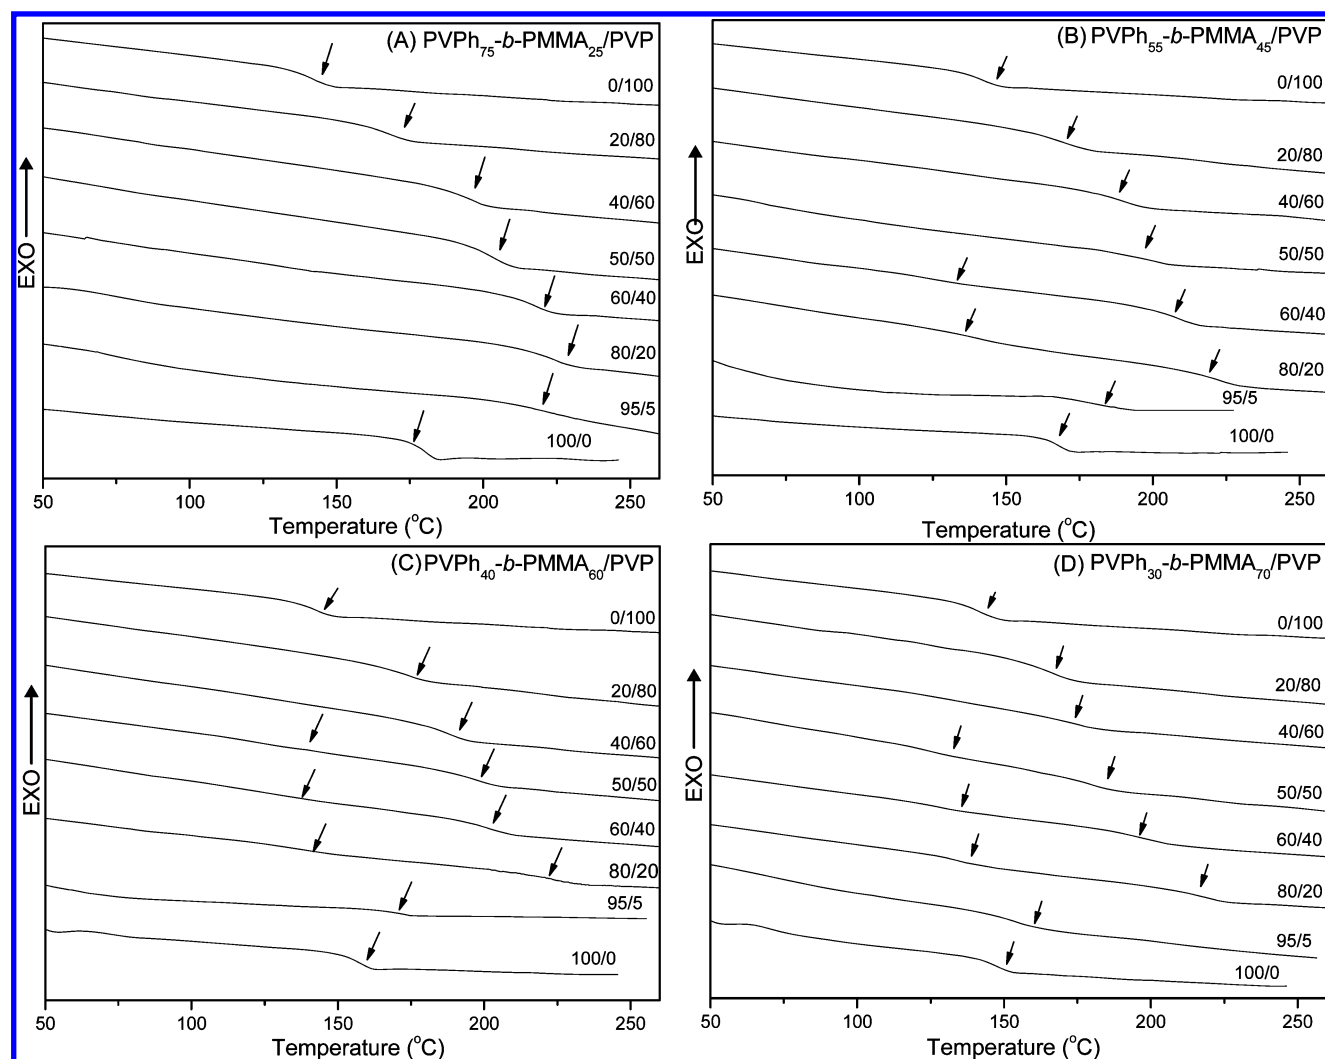 (A) PVPh75-b-PMMA25/PVP
0/100
20/80
40/60
50/50
60/40
80/20
95/5
100/0
EXO
50 100 150 200 250
Temperature (°C)
(B) PVPh55-b-PMMA45/PVP
0/100
20/80
40/60
50/50
60/40
80/20
95/5
100/0
EXO
50 100 150 200 250
Temperature (°C)
(C) PVPh40-b-PMMA60/PVP
0/100
20/80
40/60
50/50
60/40
80/20
95/5
100/0
EXO
50 100 150 200 250
Temperature (°C)
(D) PVPh30-b-PMMA70/PVP
0/100
20/80
40/60
50/50
60/40
80/20
95/5
100/0
EXO
50 100 150 200 250
Temperature (°C)